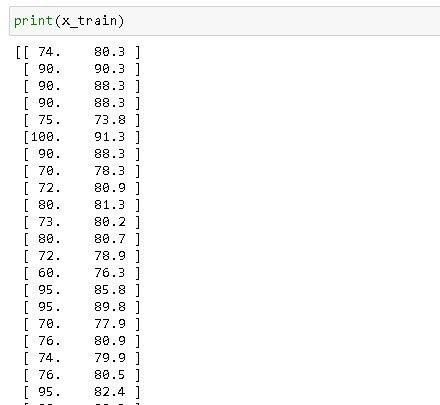 print(x_train)
[[ 74.    80.3 ]
[ 90.    90.3 ]
[ 90.    88.3 ]
[ 90.    88.3 ]
[ 75.    73.8 ]
[100.    91.3 ]
[ 90.    88.3 ]
[ 70.    78.3 ]
[ 72.    80.9 ]
[ 80.    81.3 ]
[ 73.    80.2 ]
[ 80.    80.7 ]
[ 72.    78.9 ]
[ 60.    76.3 ]
[ 95.    85.8 ]
[ 95.    89.8 ]
[ 70.    77.9 ]
[ 76.    80.9 ]
[ 74.    79.9 ]
[ 76.    80.5 ]
[ 95.    82.4 ]